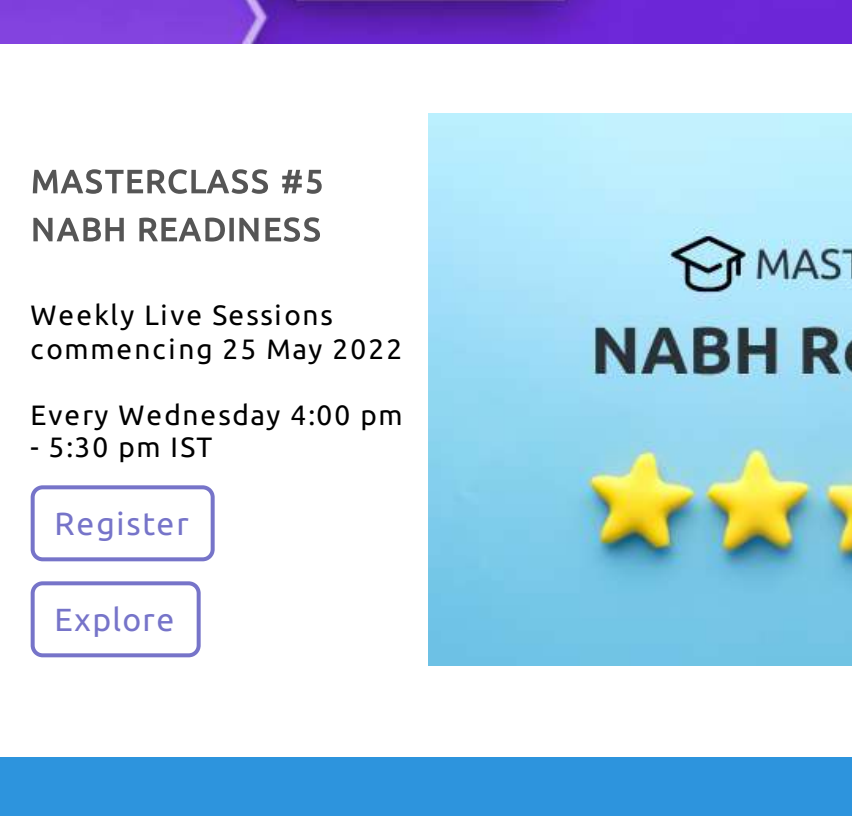 MASTERCLASS #5
NABH READINESS
Weekly Live Sessions
commencing 25 May 2022
Every Wednesday 4:00 pm
- 5:30 pm IST
Register
Explore
NABH